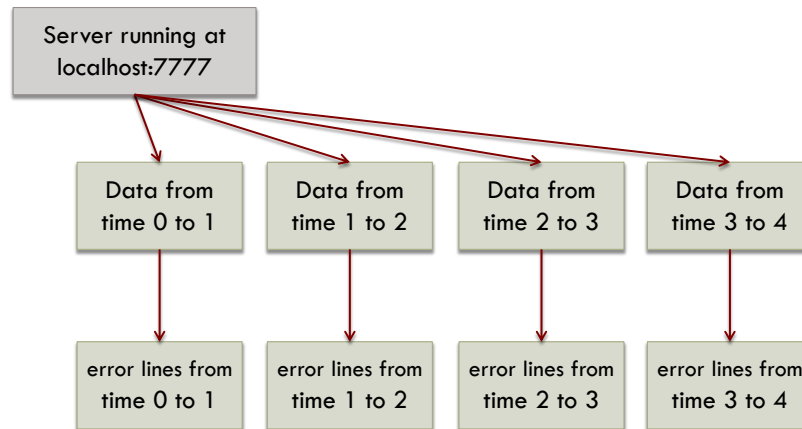 Server running at
localhost:7777
Data from
time 0 to 1
Data from
time 1 to 2
Data from
time 2 to 3
Data from
time 3 to 4
error lines from
time 0 to 1
error lines from
time 1 to 2
error lines from
time 2 to 3
error lines from
time 3 to 4